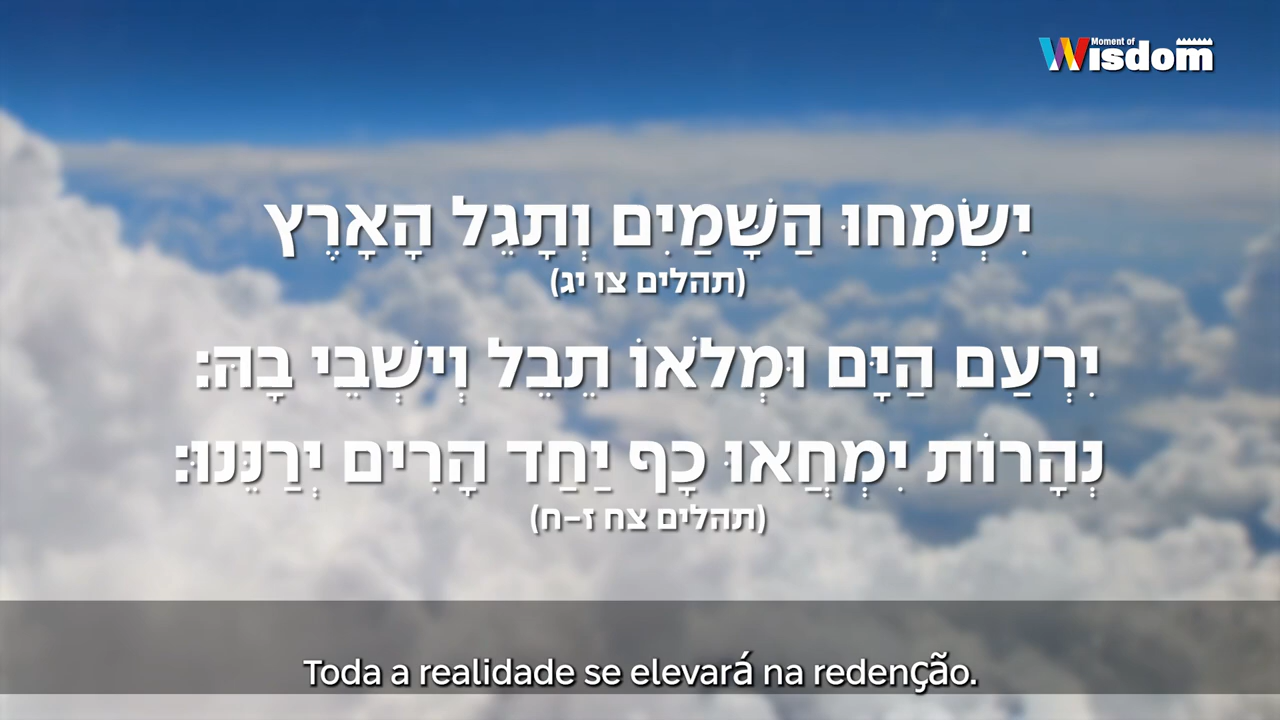 Moment of
Wisdom
יִשְׂמְחוּ הַשָּׁמַיִם וְתָגֵל הָאָרֶץ
(תהלים צו יג)
יִרְעַם הַיָּם וּמְלֹאוֹ תֵּבֵל וְיֹשְׁבֵי בָהּ:
נְהָרוֹת יִמְחֲאוּ כָף יַחַד הָרִים יְרַנֵּנוּ:
(תהלים צח ז–ח)
Toda a realidade se elevará na redenção.